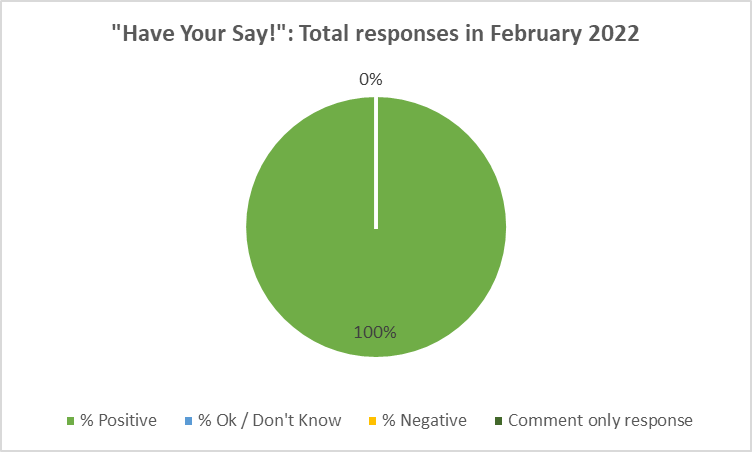 "Have Your Say!": Total responses in February 2022
0%
100%
% Positive % Ok / Don't Know % Negative Comment only response